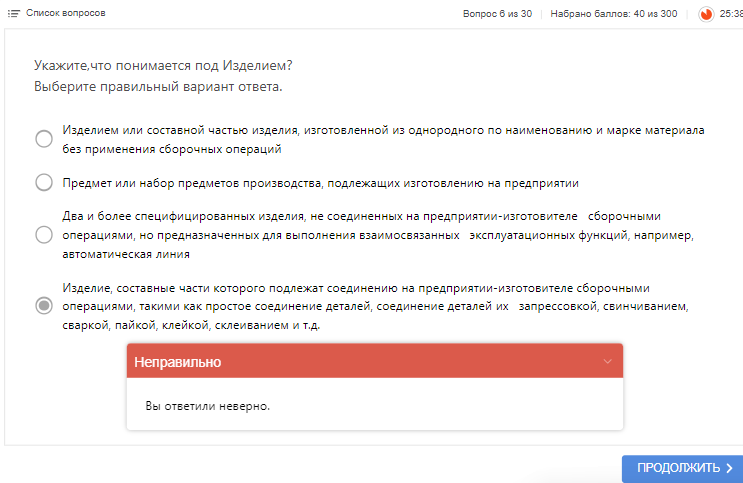 Список вопросов
Вопрос 6 из 30
Набрано баллов: 40 из 300
25:38
Укажите,что понимается под Изделием?
Выберите правильный вариант ответа.
Изделием или составной частью изделия, изготовленной из однородного по наименованию и марке материала
без применения сборочных операций
Предмет или набор предметов производства, подлежащих изготовлению на предприятии
Два и более специфицированных изделия, не соединенных на предприятии-изготовителе сборочными
операциями, но предназначенных для выполнения взаимосвязанных эксплуатационных функций, например,
автоматическая линия
Изделие, составные части которого подлежат соединению на предприятии-изготовителе сборочными
операциями, такими как простое соединение деталей, соединение деталей их запрессовкой, свинчиванием,
сваркой, пайкой, клейкой, склеиванием и т.д.
Неправильно
Вы ответили неверно.
ПРОДОЛЖИТЬ